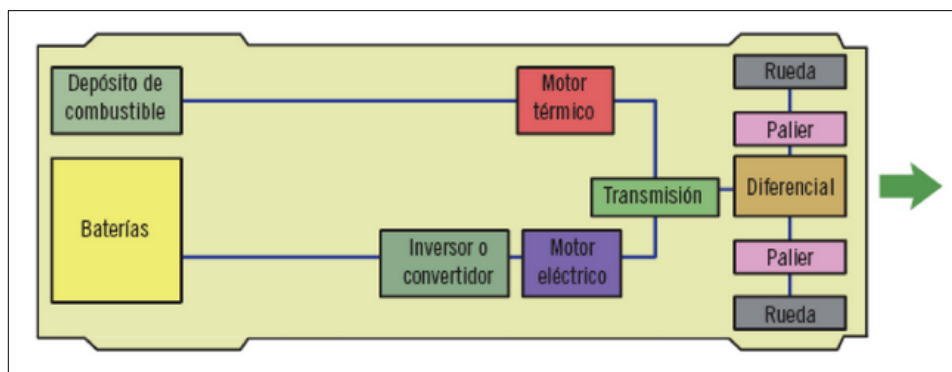 Depósito de
combustible
Motor
térmico
Rueda
Palier
Baterías
Transmisión
Diferencial
Inversor o
convertidor
Motor
eléctrico
Palier
Rueda